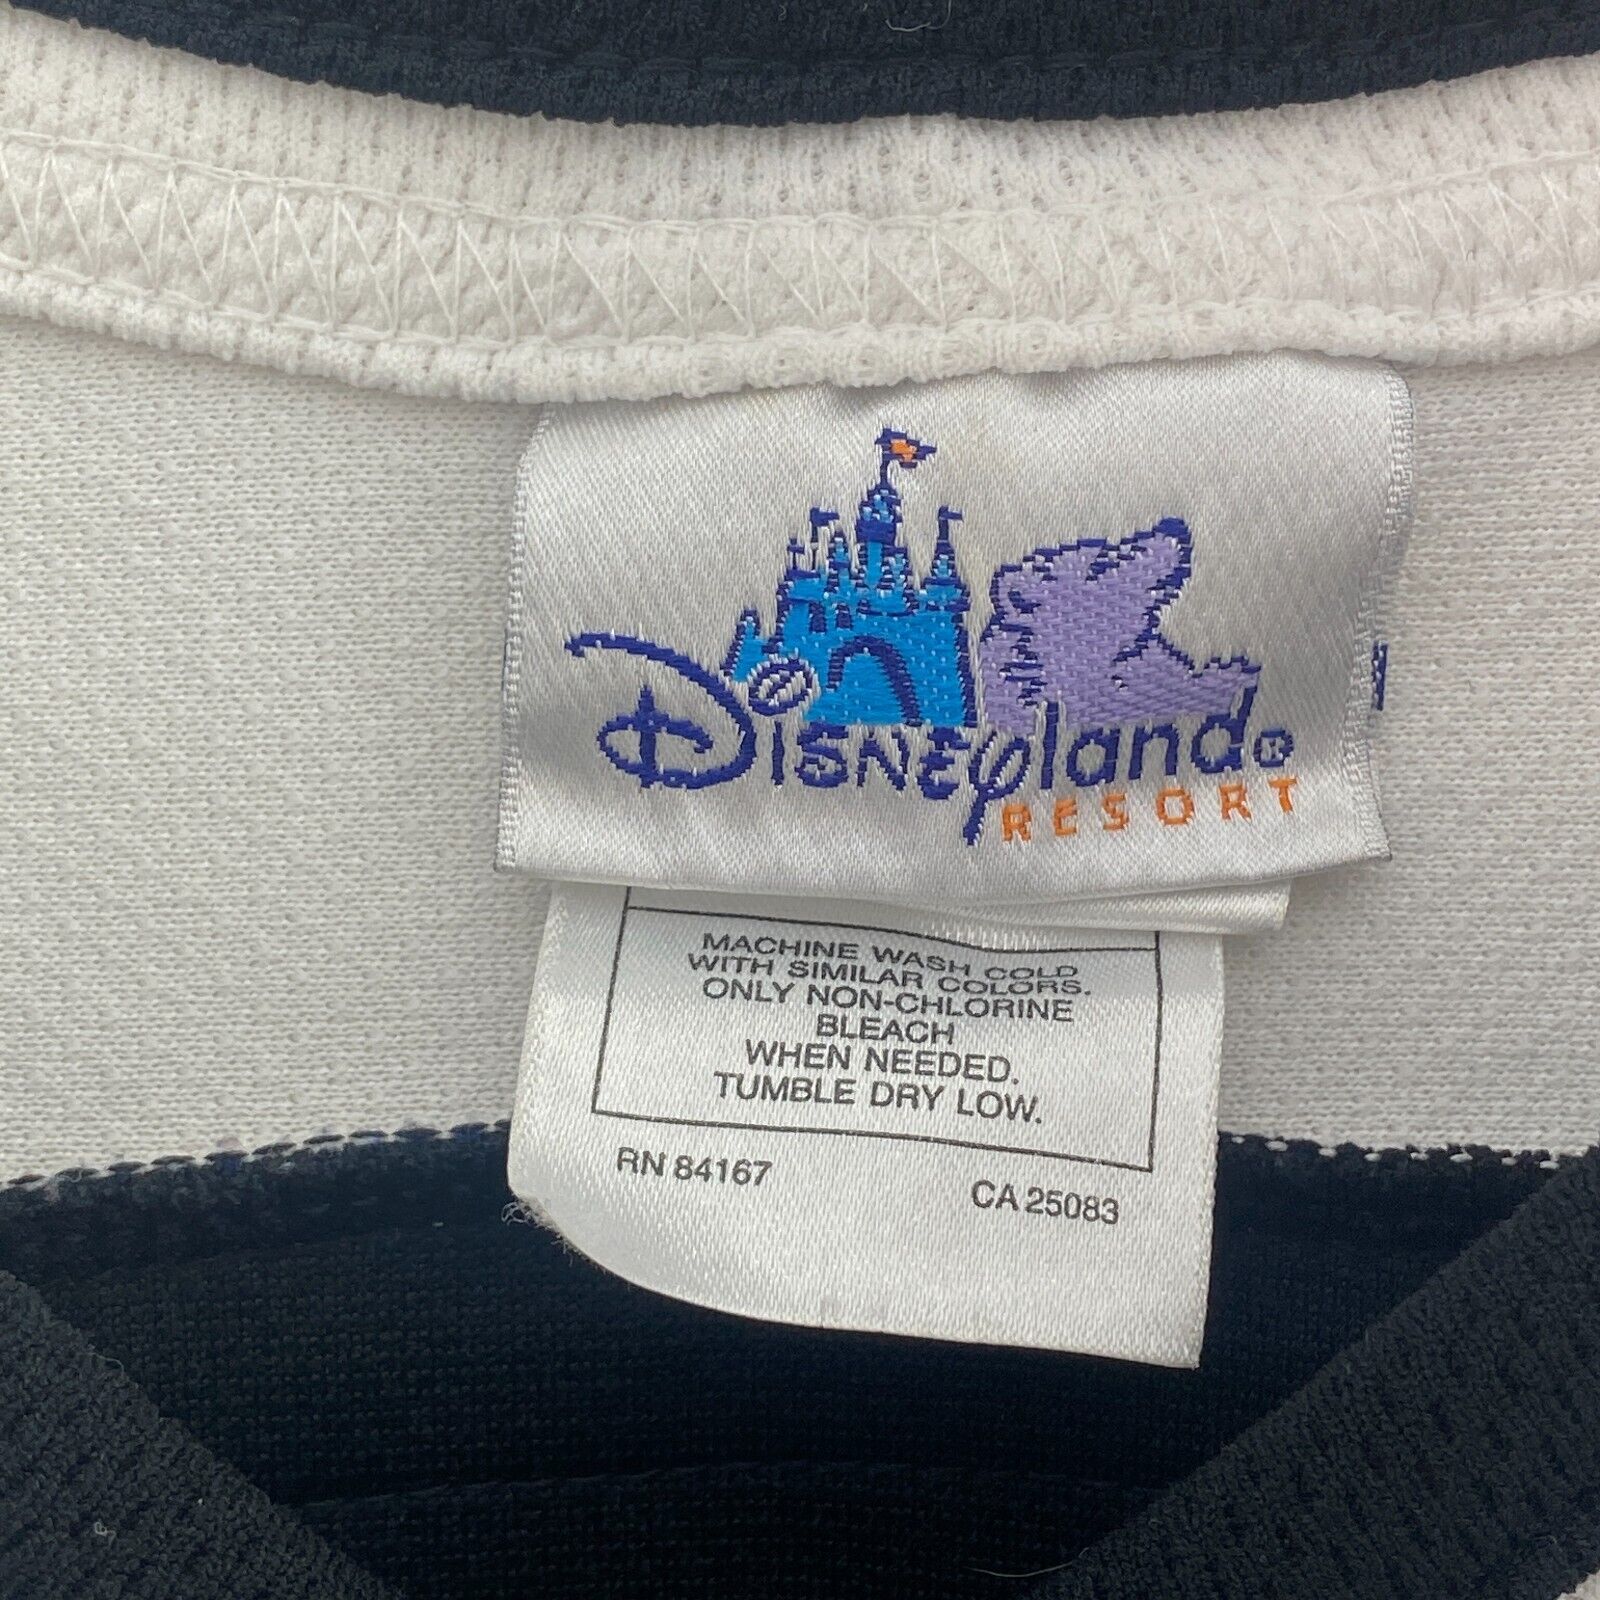 DISNEyland®
RESORT
MACHINE WASH COLD
WITH SIMILAR COLORS.
ONLY NON-CHLORINE
BLEACH
WHEN NEEDED.
TUMBLE DRY LOW.
RN 84167
CA 25083